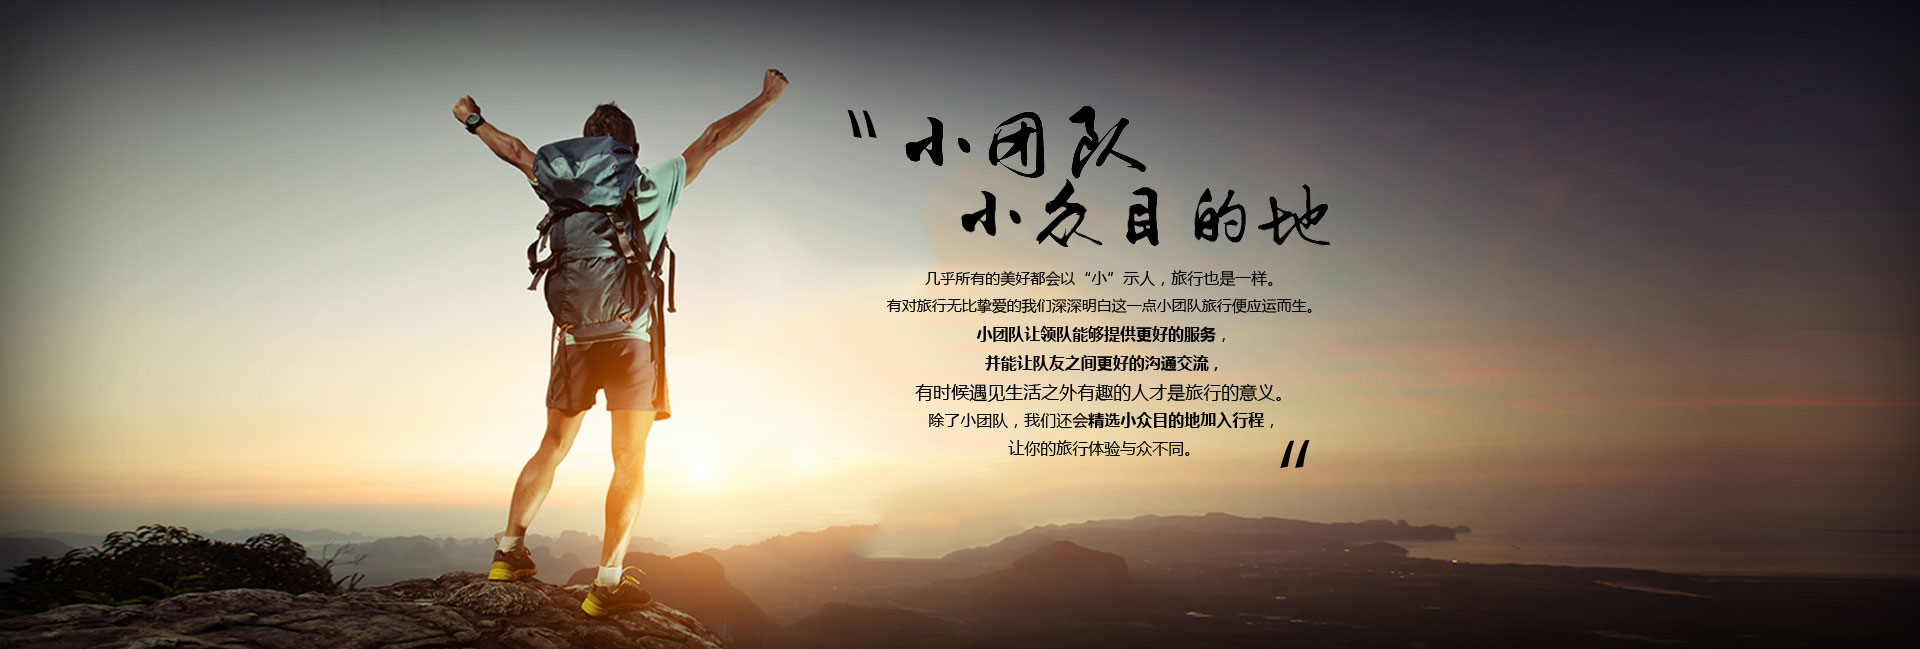 "小团队
小众目的地
几乎所有的美好都会以“小”示人，旅行也是一样。
有对旅行无比挚爱的我们深深明白这一点小团队旅行便应运而生。
小团队让领队能够提供更好的服务，
并能让队友之间更好的沟通交流，
有时候遇见生活之外有趣的人才是旅行的意义。
除了小团队，我们还会精选小众目的地加入行程，
让你的旅行体验与众不同。"